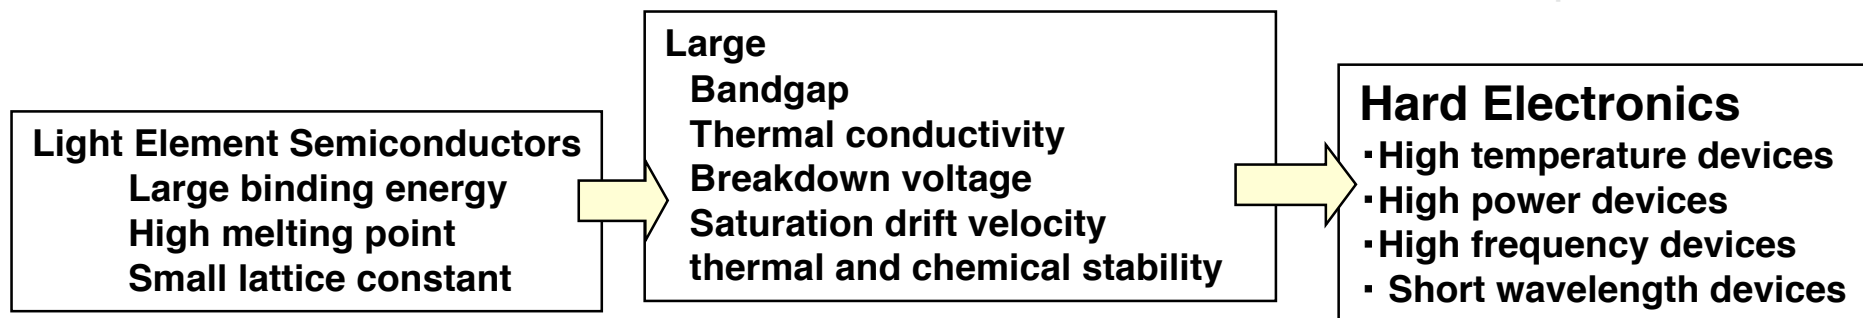 Light Element Semiconductors
Large binding energy
High melting point
Small lattice constant
Large
Bandgap
Thermal conductivity
Breakdown voltage
Saturation drift velocity
thermal and chemical stability
Hard Electronics
・High temperature devices
・High power devices
・High frequency devices
・ Short wavelength devices